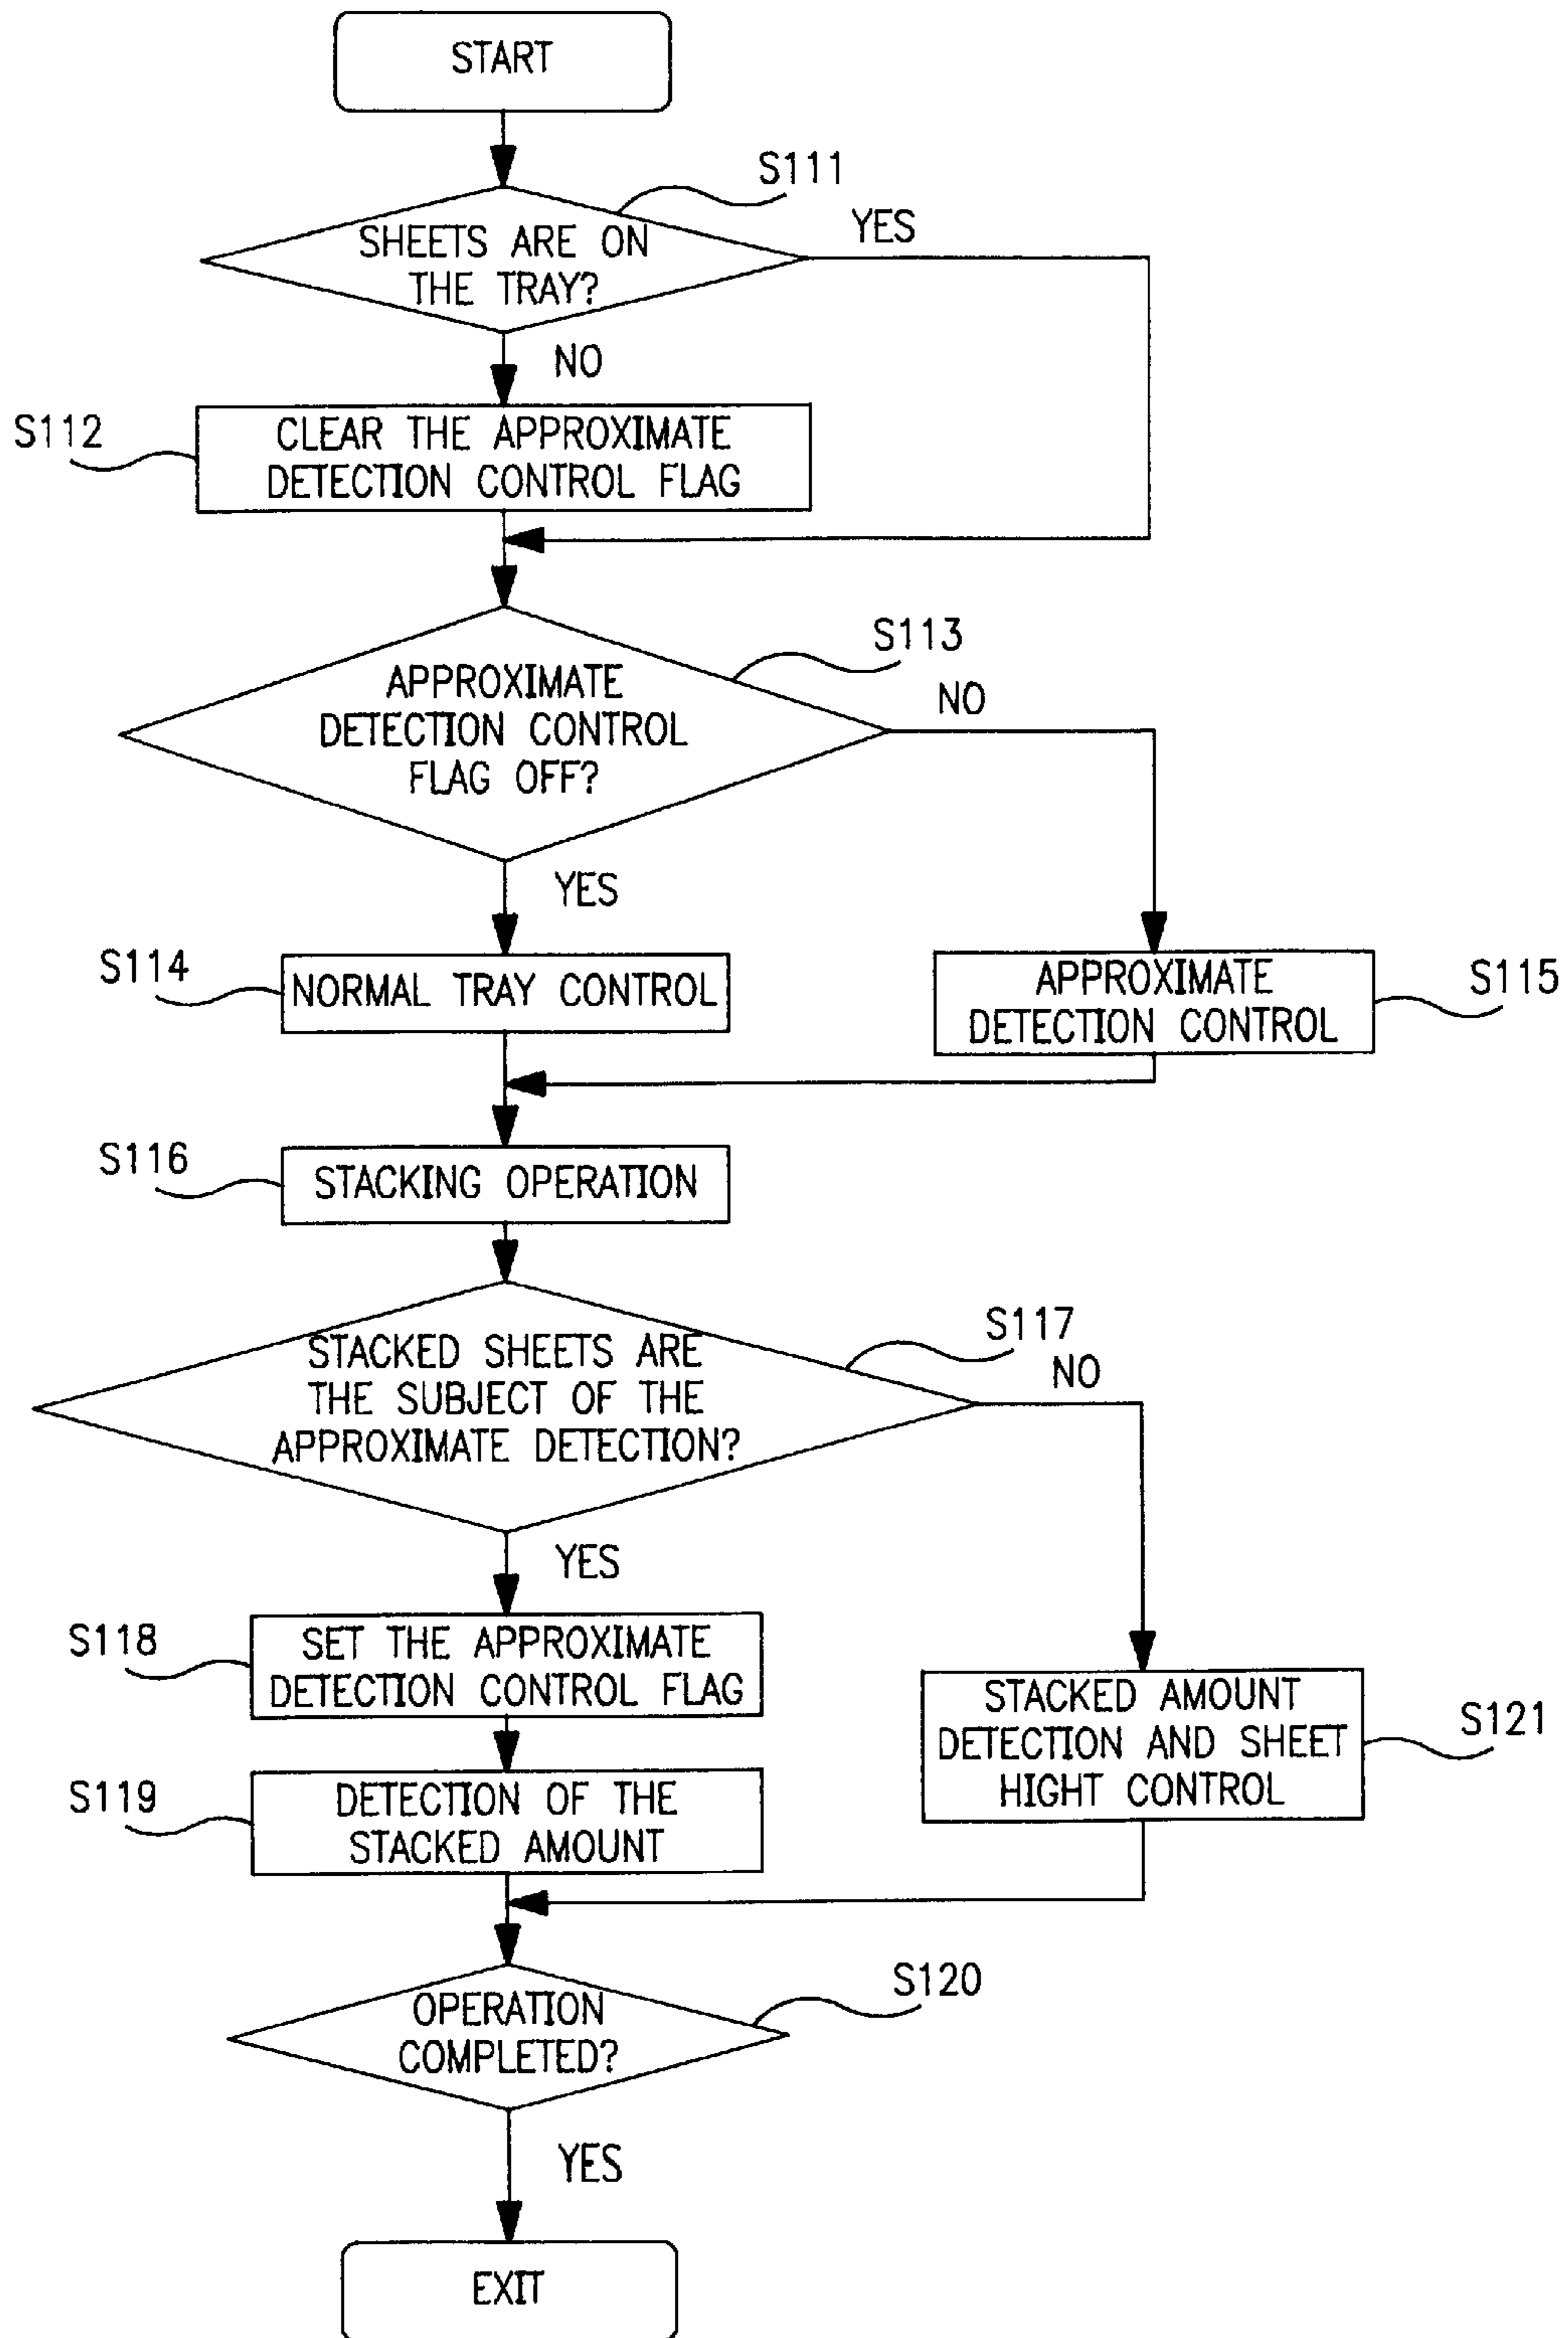 START
S111
SHEETS ARE ON
THE TRAY?
YES
NO
S112
CLEAR THE APPROXIMATE
DETECTION CONTROL FLAG
S113
APPROXIMATE
DETECTION CONTROL
FLAG OFF?
NO
YES
S114
NORMAL TRAY CONTROL
APPROXIMATE
DETECTION CONTROL
S115
S116
STACKING OPERATION
S117
STACKED SHEETS ARE
THE SUBJECT OF THE
APPROXIMATE DETECTION?
NO
YES
S118
SET THE APPROXIMATE
DETECTION CONTROL FLAG
STACKED AMOUNT
DETECTION AND SHEET
HIGHT CONTROL
S121
S119
DETECTION OF THE
STACKED AMOUNT
S120
OPERATION
COMPLETED?
YES
EXIT